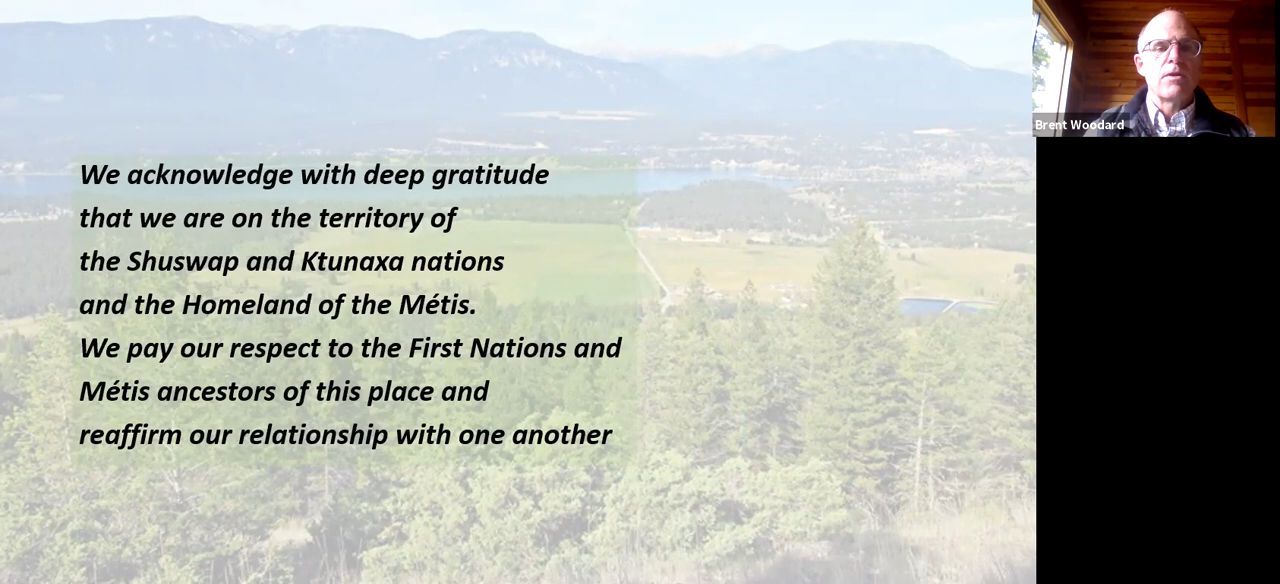 We acknowledge with deep gratitude
that we are on the territory of
the Shuswap and Ktunaxa nations
and the Homeland of the Métis.
We pay our respect to the First Nations and
Métis ancestors of this place and
reaffirm our relationship with one another
Brent Woodard